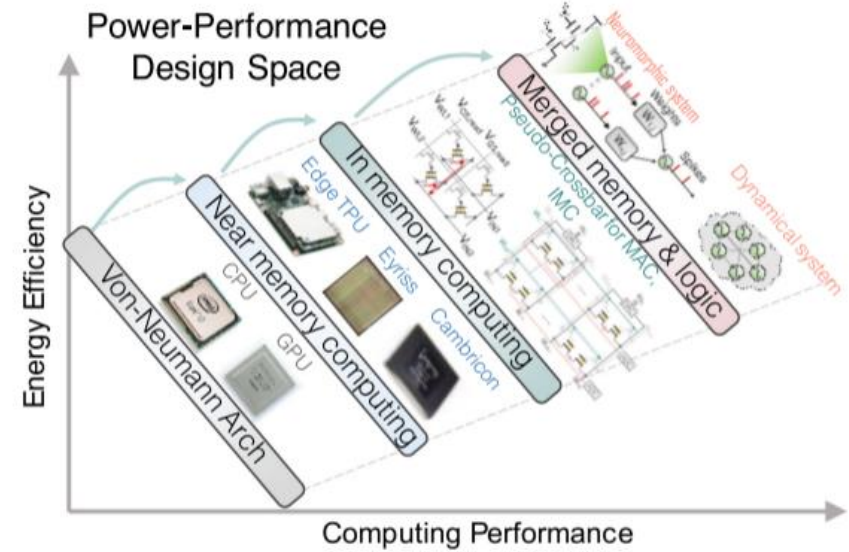 Power-Performance
Design Space
Energy Efficiency
Computing Performance
Von-Neumann Arch
CPU
GPU
Near memory computing
Edge TPU
Eyriss
Cambricon
In memory computing
Pseudo-Crossbar for MAC,
IMC
Merged memory & logic
Neuromorphic system
Input
Weights
Spikes
Dynamical system